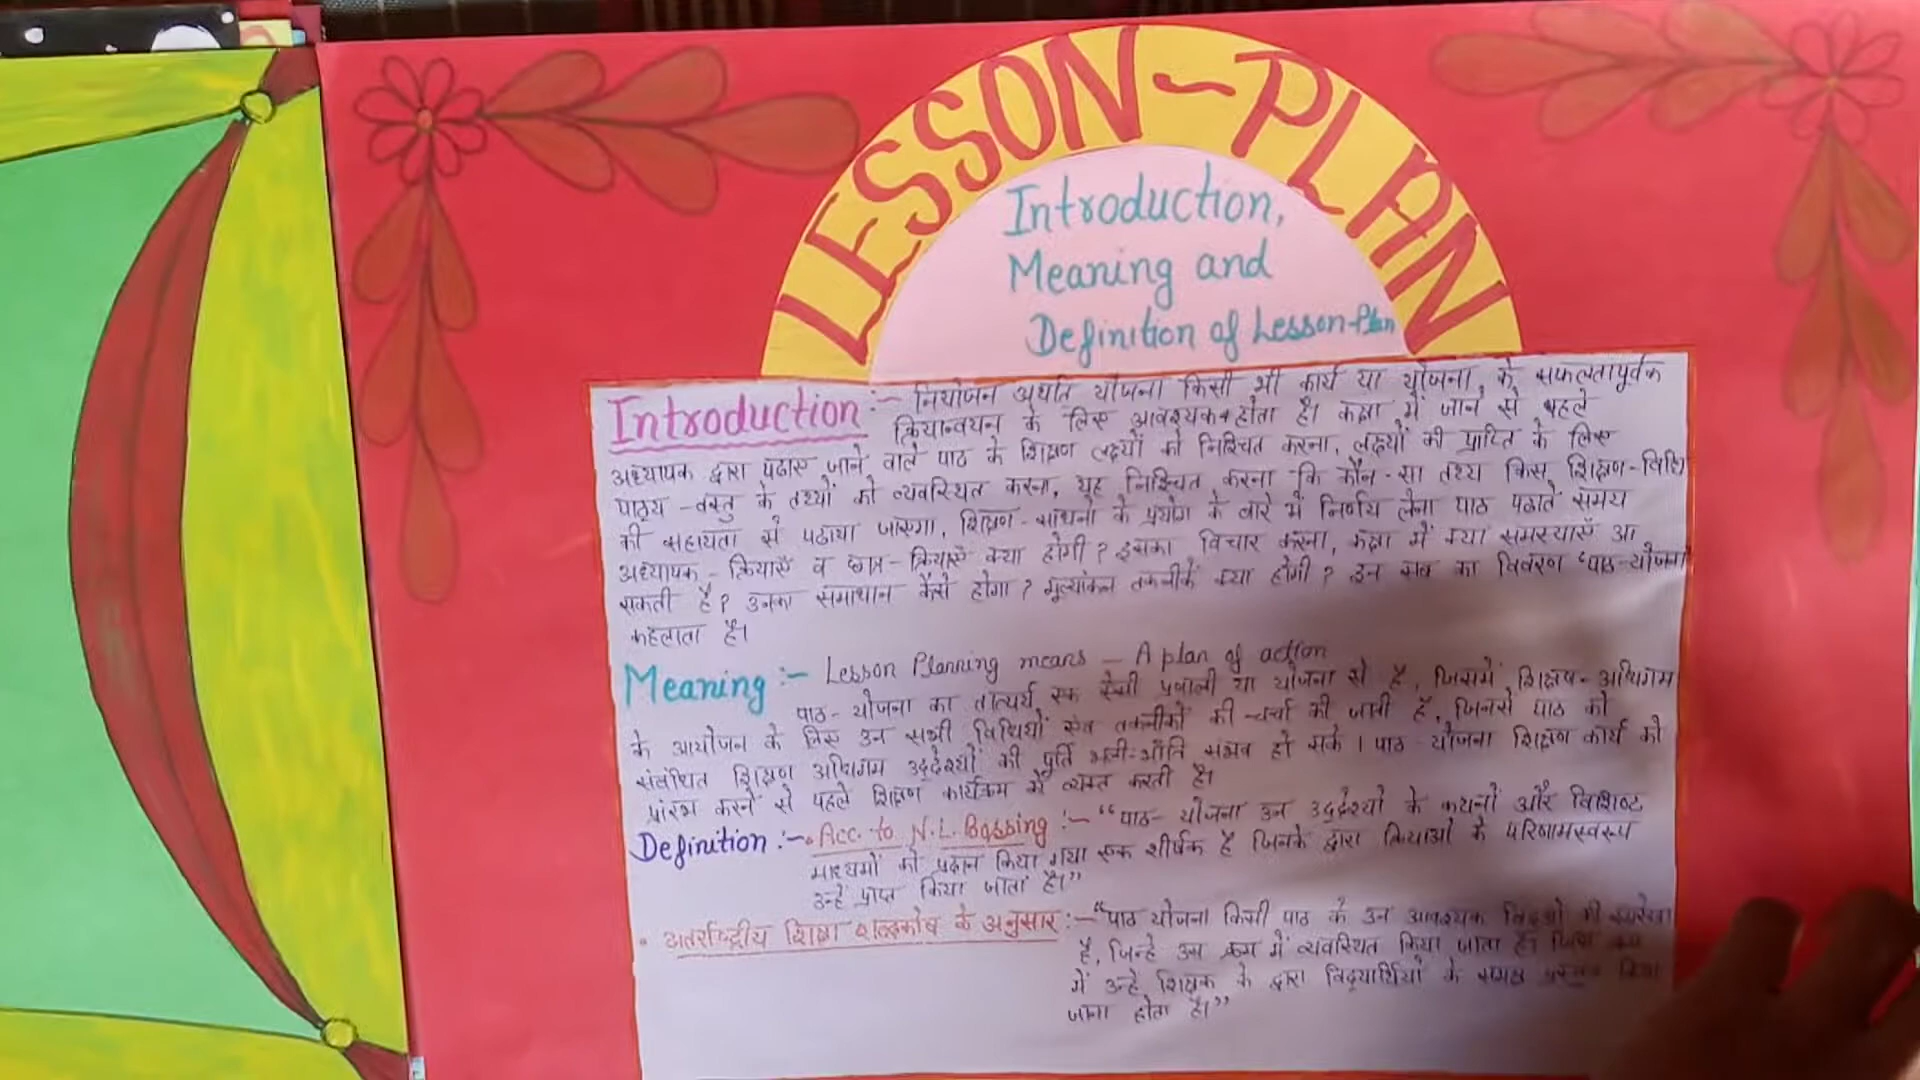 LESSON-PLAN
Introduction,
Meaning and
Definition of Lesson-Plan
Introduction :- नियोजन अर्थात योजना किसी भी कार्य या योजना के सफलतापूर्वक
क्रियान्वयन के लिए आवश्यक होता है। कक्षा में जाने से पहले
अध्यापक द्वारा पढाए जाने वाले पाठ के शिक्षण लक्ष्यों को निश्चित करना, लक्ष्यों की प्राप्ति के लिए
पाठ्य-वस्तु के तथ्यों को व्यवस्थित करना, यह निश्चित करना कि कौन-सा तथ्य किस शिक्षण-विधि
की सहायता से पढाया जाएगा, शिक्षण-साधनों के प्रयोग के बारे में निर्णय लेना पाठ पढाते समय
अध्यापक-क्रियाएँ व छात्र-क्रियाएँ क्या होगी? इसका विचार करना, कक्षा में क्या समस्याएँ आ
सकती है? उनका समाधान कैसे होगा? मूल्यांकन तकनीकें क्या होगी? इन सब का विवरण "पाठ-योजना
कहलाता है।
Meaning :- Lesson Planning means - A plan of action
पाठ-योजना का तात्पर्य एक ऐसी प्रणाली या योजना से है, जिसमें शिक्षण-अधिगम
के आयोजन के लिए उन सभी विधियों एंव तकनीकों की चर्चा की जाती है, जिनसे पाठ को
संबंधित शिक्षण अधिगम उद्देश्यों की पूर्ति भली-भाँति संभव हो सके। पाठ योजना शिक्षण कार्य को
प्रांरभ करने से पहले शिक्षण कार्यक्रम में व्यस्त करती है।
Definition :- • Acc. to N.L. Bossing :- "पाठ-योजना उन उद्देश्यों के कथनों और विशिष्ट
माध्यमों को प्रदान किया गया एक शीर्षक है जिनके द्वारा क्रियाओं के परिणामस्वरूप
उन्हें प्राप्त किया जाता है।"
• अतंर्राष्ट्रीय शिक्षा शब्दकोष के अनुसार :- "पाठ योजना किसी पाठ के उन आवश्यक बिंदुओं की रूपरेखा
है, जिन्हे उस क्रम में व्यवस्थित किया जाता है। जिस
में उन्हें शिक्षक के द्वारा विद्यार्थियों के समक्ष प्रस्तुत किया
जाना होता है।"